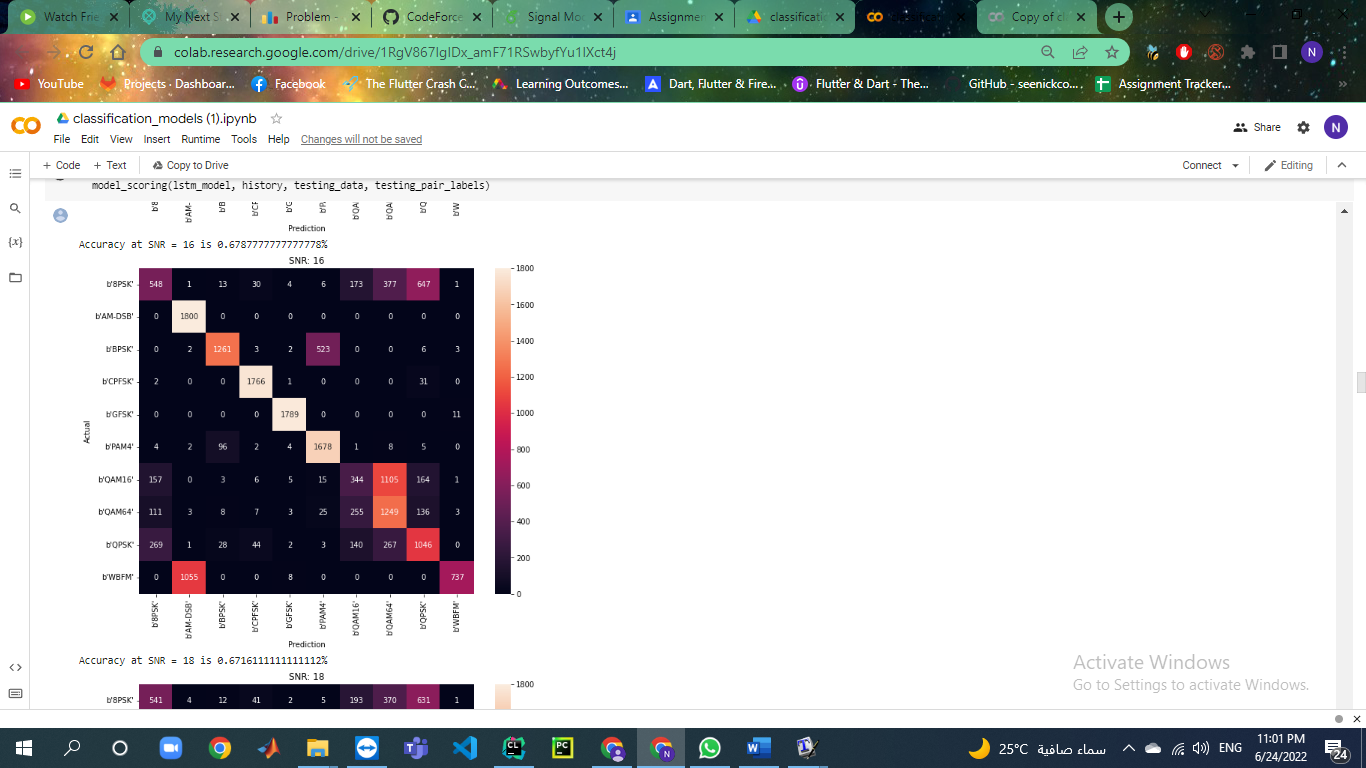 Watch Frie
My Next S
Problem -
CodeForce
Signal Mo
Assignmen
classificati
Copy of cl
colab.research.google.com/drive/1RgV867IgIDx_amF71RSwbyfYu1lXct4j
N
YouTube
Projects · Dashboar...
Facebook
The Flutter Crash C...
Learning Outcomes...
Dart, Flutter & Fire...
Flutter & Dart - The...
GitHub - seenickco...
Assignment Tracker...
»
classification_models (1).ipynb
File Edit View Insert Runtime Tools Help Changes will not be saved
Share
N
+ Code + Text Copy to Drive
Connect
Editing
model_scoring(lstm_model, history, testing_data, testing_pair_labels)
b'8 b'AM- b'B b'CF b'G b'P. b'QA b'QA b'Q b'W
Prediction
Accuracy at SNR = 16 is 0.6787777777777778%
SNR: 16
b'8PSK' 548 1 13 30 4 6 173 377 647 1
b'AM-DSB' 0 1800 0 0 0 0 0 0 0 0
b'BPSK' 0 2 1261 3 2 523 0 0 6 3
b'CPFSK' 2 0 0 1766 1 0 0 0 31 0
b'GFSK' 0 0 0 0 1789 0 0 0 0 11
b'PAM4' 4 2 96 2 4 1678 1 8 5 0
b'QAM16' 157 0 3 6 5 15 344 1105 164 1
b'QAM64' 111 3 8 7 3 25 255 1249 136 3
b'QPSK' 269 1 28 44 2 3 140 267 1046 0
b'WBFM' 0 1055 0 0 8 0 0 0 0 737
Actual
b'8PSK' b'AM-DSB' b'BPSK' b'CPFSK' b'GFSK' b'PAM4' b'QAM16' b'QAM64' b'QPSK' b'WBFM'
Prediction
1800
1600
1400
1200
1000
800
600
400
200
0
Accuracy at SNR = 18 is 0.6716111111111112%
SNR: 18
b'8PSK' 541 4 12 41 2 5 193 370 631 1
1800
Activate Windows
Go to Settings to activate Windows.
25°C سماء صافية
ENG
11:01 PM
6/24/2022
24